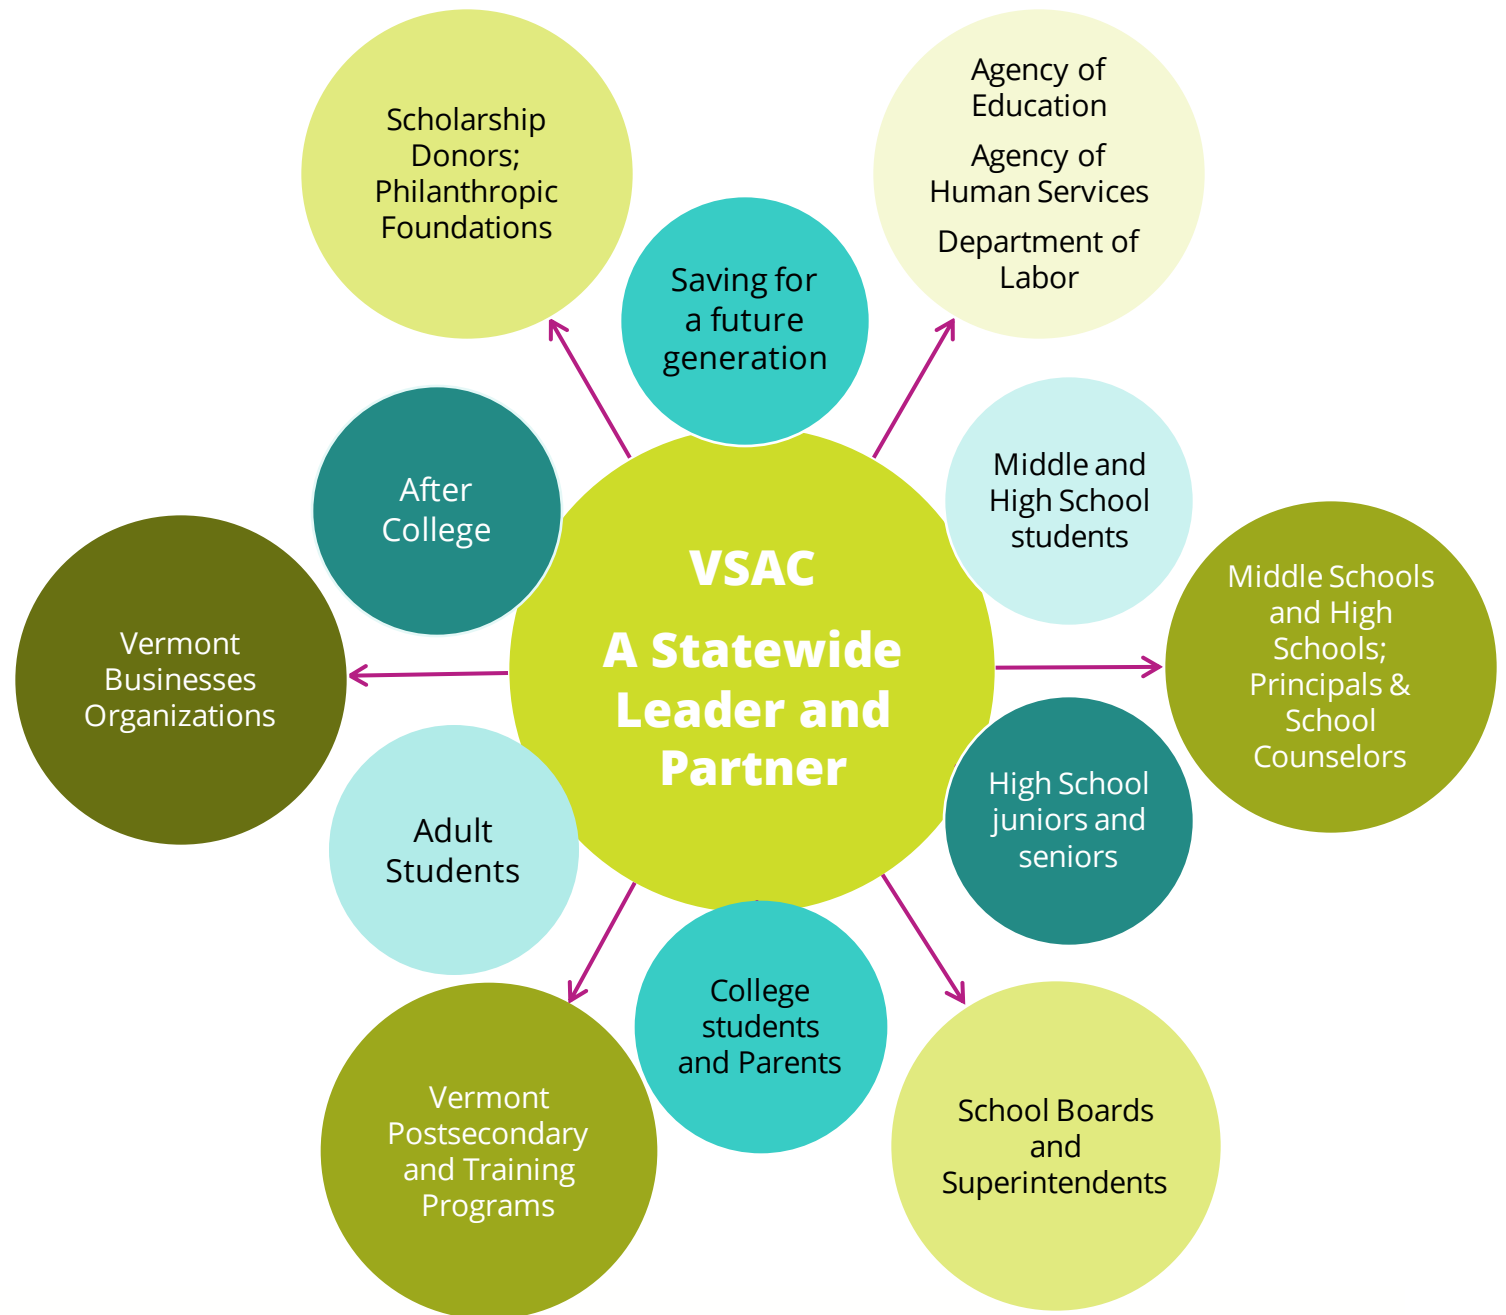 Scholarship
Donors;
Philanthropic
Foundations
Agency of
Education
Agency of
Human Services
Department of
Labor
Saving for
a future
generation
After
College
Middle and
High School
students
VSAC
A Statewide
Leader and
Partner
Vermont
Businesses
Organizations
Middle Schools
and High
Schools;
Principals &
School
Counselors
Adult
Students
High School
juniors and
seniors
College
students
and Parents
Vermont
Postsecondary
and Training
Programs
School Boards
and
Superintendents